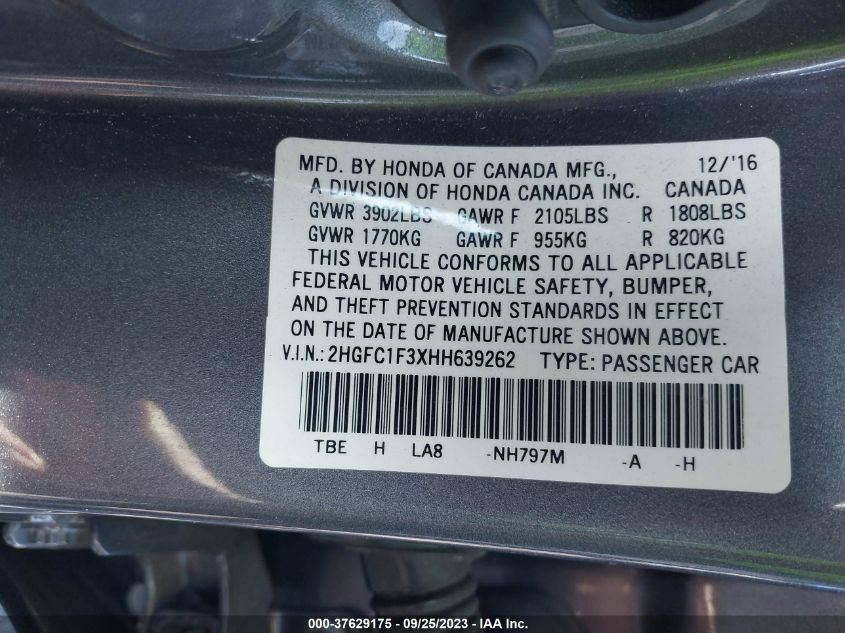 MFD. BY HONDA OF CANADA MFG., 12/'16
A DIVISION OF HONDA CANADA INC. CANADA
GVWR 3902LBS GAWR F 2105LBS R 1808LBS
GVWR 1770KG GAWR F 955KG R 820KG
THIS VEHICLE CONFORMS TO ALL APPLICABLE
FEDERAL MOTOR VEHICLE SAFETY, BUMPER,
AND THEFT PREVENTION STANDARDS IN EFFECT
ON THE DATE OF MANUFACTURE SHOWN ABOVE.
V.I.N.: 2HGFC1F3XHH639262 TYPE: PASSENGER CAR
TBE H LA8 -NH797M -A -H
000-37629175 - 09/25/2023 - IAAI Inc.